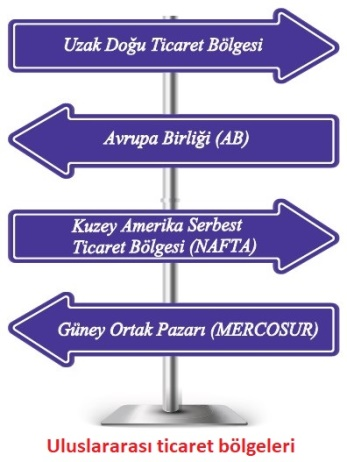 Uzak Doğu Ticaret Bölgesi
Avrupa Birliği (AB)
Kuzey Amerika Serbest
Ticaret Bölgesi (NAFTA)
Güney Ortak Pazarı (MERCOSUR)
Uluslararası ticaret bölgeleri